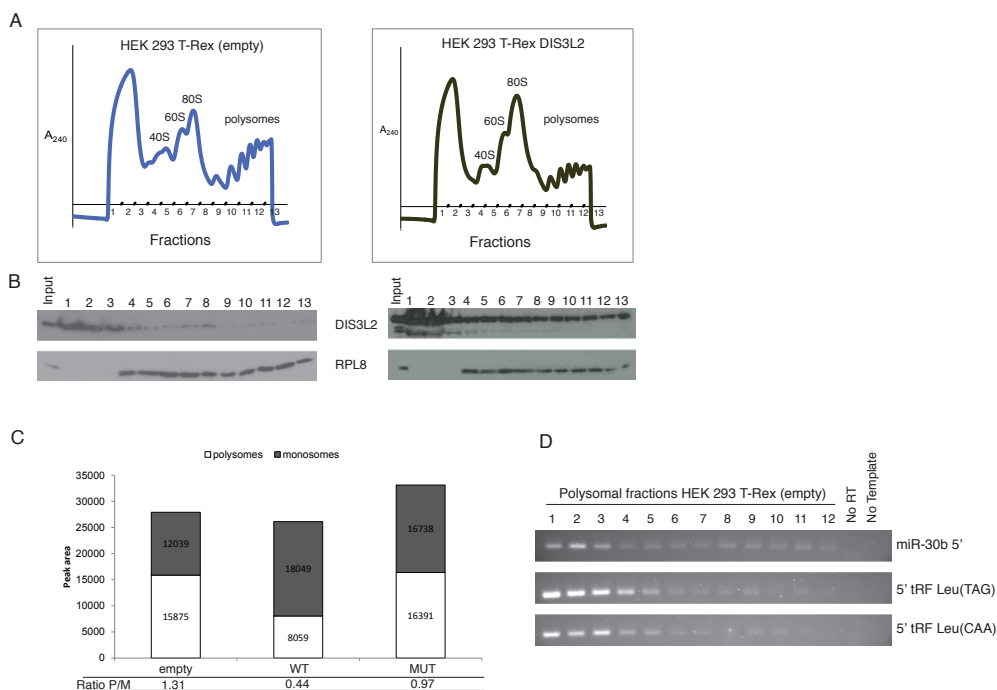 A
HEK 293 T-Rex (empty)
A240
40S
60S
80S
polysomes
1 2 3 4 5 6 7 8 9 10 11 12 13
Fractions
HEK 293 T-Rex DIS3L2
A240
40S
60S
80S
polysomes
1 2 3 4 5 6 7 8 9 10 11 12 13
Fractions
B
Input 1 2 3 4 5 6 7 8 9 10 11 12 13
Input 1 2 3 4 5 6 7 8 9 10 11 12 13
DIS3L2
RPL8
C
polysomes monosomes
Peak area
35000
30000
25000
20000
15000
10000
5000
0
12039
15875
18049
8059
16738
16391
empty WT MUT
Ratio P/M 1.31 0.44 0.97
D
Polysomal fractions HEK 293 T-Rex (empty)
1 2 3 4 5 6 7 8 9 10 11 12 No RT No Template
miR-30b 5'
5' tRF Leu(TAG)
5' tRF Leu(CAA)